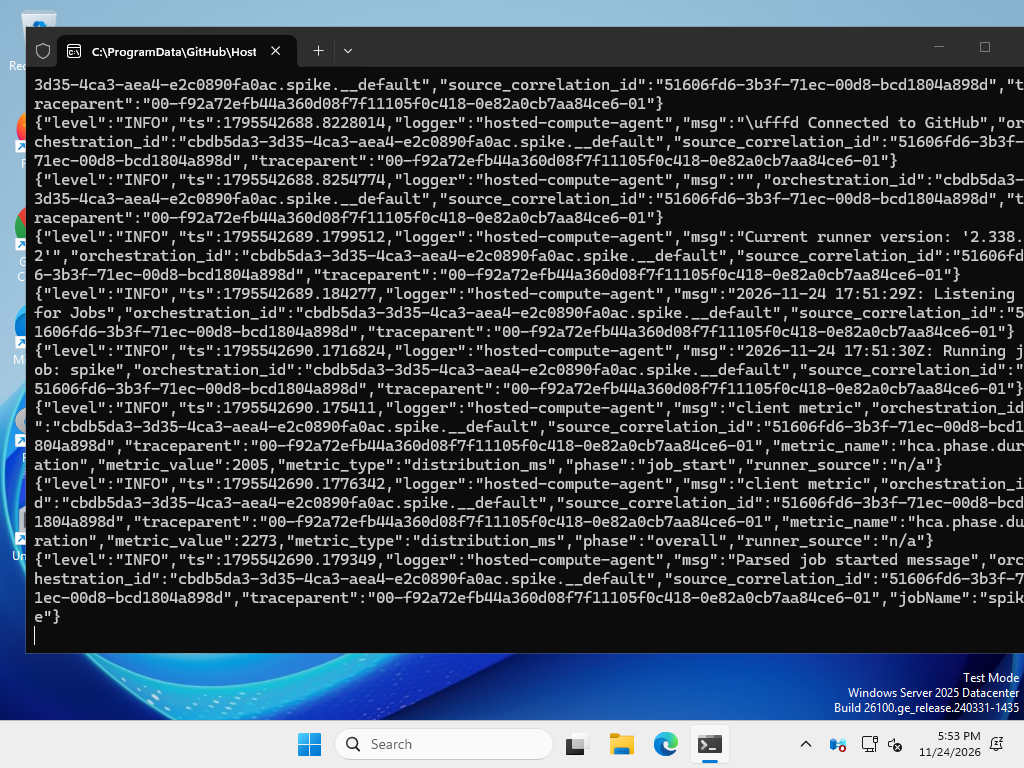 Rec
C:\ProgramData\GitHub\Host
3d35-4ca3-aea4-e2c0890fa0ac.spike.__default","source_correlation_id":"51606fd6-3b3f-71ec-00d8-bcd1804a898d","t
raceparent":"00-f92a72efb44a360d08f7f11105f0c418-0e82a0cb7aa84ce6-01"}
{"level":"INFO","ts":1795542688.8228014,"logger":"hosted-compute-agent","msg":"\ufffd Connected to GitHub","or
chestration_id":"cbdb5da3-3d35-4ca3-aea4-e2c0890fa0ac.spike.__default","source_correlation_id":"51606fd6-3b3f-
71ec-00d8-bcd1804a898d","traceparent":"00-f92a72efb44a360d08f7f11105f0c418-0e82a0cb7aa84ce6-01"}
{"level":"INFO","ts":1795542688.8254774,"logger":"hosted-compute-agent","msg":"","orchestration_id":"cbdb5da3-
3d35-4ca3-aea4-e2c0890fa0ac.spike.__default","source_correlation_id":"51606fd6-3b3f-71ec-00d8-bcd1804a898d","t
raceparent":"00-f92a72efb44a360d08f7f11105f0c418-0e82a0cb7aa84ce6-01"}
{"level":"INFO","ts":1795542689.1799512,"logger":"hosted-compute-agent","msg":"Current runner version: '2.338.
2'","orchestration_id":"cbdb5da3-3d35-4ca3-aea4-e2c0890fa0ac.spike.__default","source_correlation_id":"51606fd
6-3b3f-71ec-00d8-bcd1804a898d","traceparent":"00-f92a72efb44a360d08f7f11105f0c418-0e82a0cb7aa84ce6-01"}
{"level":"INFO","ts":1795542689.184277,"logger":"hosted-compute-agent","msg":"2026-11-24 17:51:29Z: Listening
for Jobs","orchestration_id":"cbdb5da3-3d35-4ca3-aea4-e2c0890fa0ac.spike.__default","source_correlation_id":"5
1606fd6-3b3f-71ec-00d8-bcd1804a898d","traceparent":"00-f92a72efb44a360d08f7f11105f0c418-0e82a0cb7aa84ce6-01"}
{"level":"INFO","ts":1795542690.1716824,"logger":"hosted-compute-agent","msg":"2026-11-24 17:51:30Z: Running j
ob: spike","orchestration_id":"cbdb5da3-3d35-4ca3-aea4-e2c0890fa0ac.spike.__default","source_correlation_id":"
51606fd6-3b3f-71ec-00d8-bcd1804a898d","traceparent":"00-f92a72efb44a360d08f7f11105f0c418-0e82a0cb7aa84ce6-01"}
{"level":"INFO","ts":1795542690.175411,"logger":"hosted-compute-agent","msg":"client metric","orchestration_id
":"cbdb5da3-3d35-4ca3-aea4-e2c0890fa0ac.spike.__default","source_correlation_id":"51606fd6-3b3f-71ec-00d8-bcd1
804a898d","traceparent":"00-f92a72efb44a360d08f7f11105f0c418-0e82a0cb7aa84ce6-01","metric_name":"hca.phase.dur
ation","metric_value":2005,"metric_type":"distribution_ms","phase":"job_start","runner_source":"n/a"}
{"level":"INFO","ts":1795542690.1776342,"logger":"hosted-compute-agent","msg":"client metric","orchestration_i
d":"cbdb5da3-3d35-4ca3-aea4-e2c0890fa0ac.spike.__default","source_correlation_id":"51606fd6-3b3f-71ec-00d8-bcd
1804a898d","traceparent":"00-f92a72efb44a360d08f7f11105f0c418-0e82a0cb7aa84ce6-01","metric_name":"hca.phase.du
ration","metric_value":2273,"metric_type":"distribution_ms","phase":"overall","runner_source":"n/a"}
{"level":"INFO","ts":1795542690.179349,"logger":"hosted-compute-agent","msg":"Parsed job started message","orc
hestration_id":"cbdb5da3-3d35-4ca3-aea4-e2c0890fa0ac.spike.__default","source_correlation_id":"51606fd6-3b3f-7
1ec-00d8-bcd1804a898d","traceparent":"00-f92a72efb44a360d08f7f11105f0c418-0e82a0cb7aa84ce6-01","jobName":"spik
e"}
Test Mode
Windows Server 2025 Datacenter
Build 26100.ge_release.240331-1435
Search
5:53 PM
11/24/2026